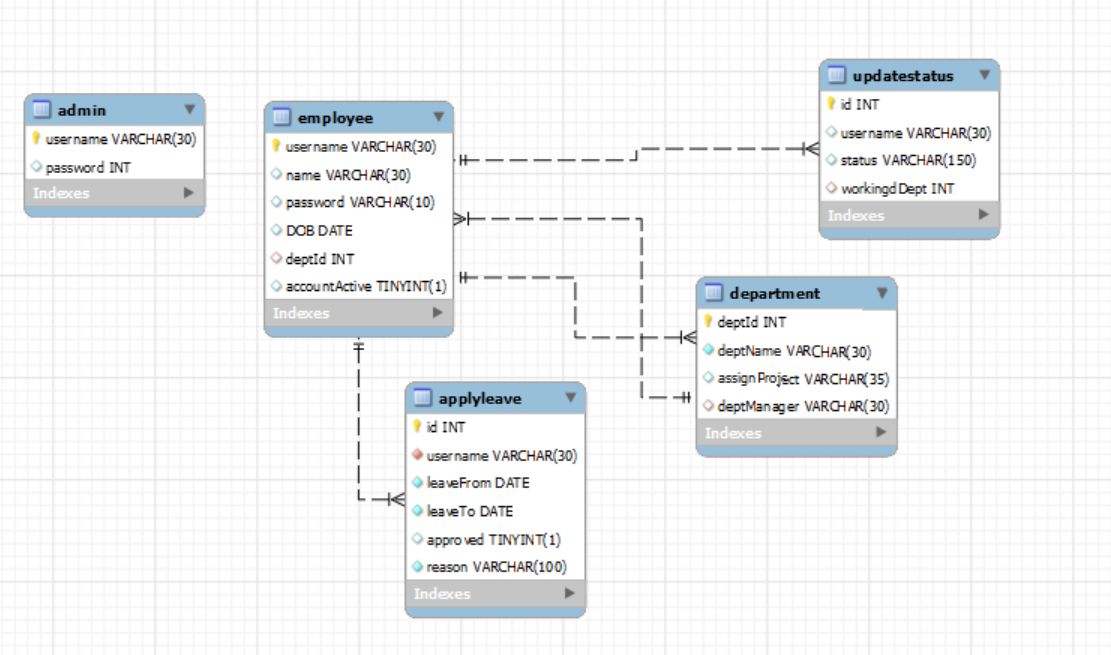 admin
username VARCHAR(30)
password INT
Indexes
employee
username VARCHAR(30)
name VARCHAR(30)
password VARCHAR(10)
DOB DATE
deptId INT
accountActive TINYINT(1)
Indexes
updatestatus
id INT
username VARCHAR(30)
status VARCHAR(150)
workingdDept INT
Indexes
department
deptId INT
deptName VARCHAR(30)
assignProject VARCHAR(35)
deptManager VARCHAR(30)
Indexes
applyleave
id INT
username VARCHAR(30)
leaveFrom DATE
leaveTo DATE
approved TINYINT(1)
reason VARCHAR(100)
Indexes